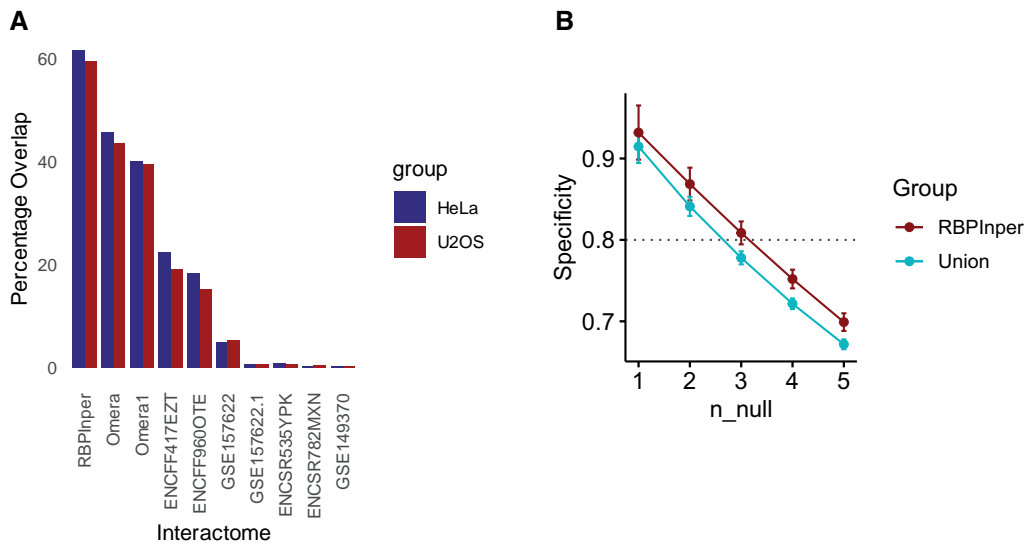 A
Percentage Overlap
60
40
20
0
RBPInper
Omera
Omera1
ENCFF417EZT
ENCFF960OTE
GSE157622
GSE157622.1
ENCSR535YPK
ENCSR782MXN
GSE149370
Interactome
group
HeLa
U2OS
B
Specificity
0.9
0.8
0.7
1 2 3 4 5
n_null
Group
RBPInper
Union